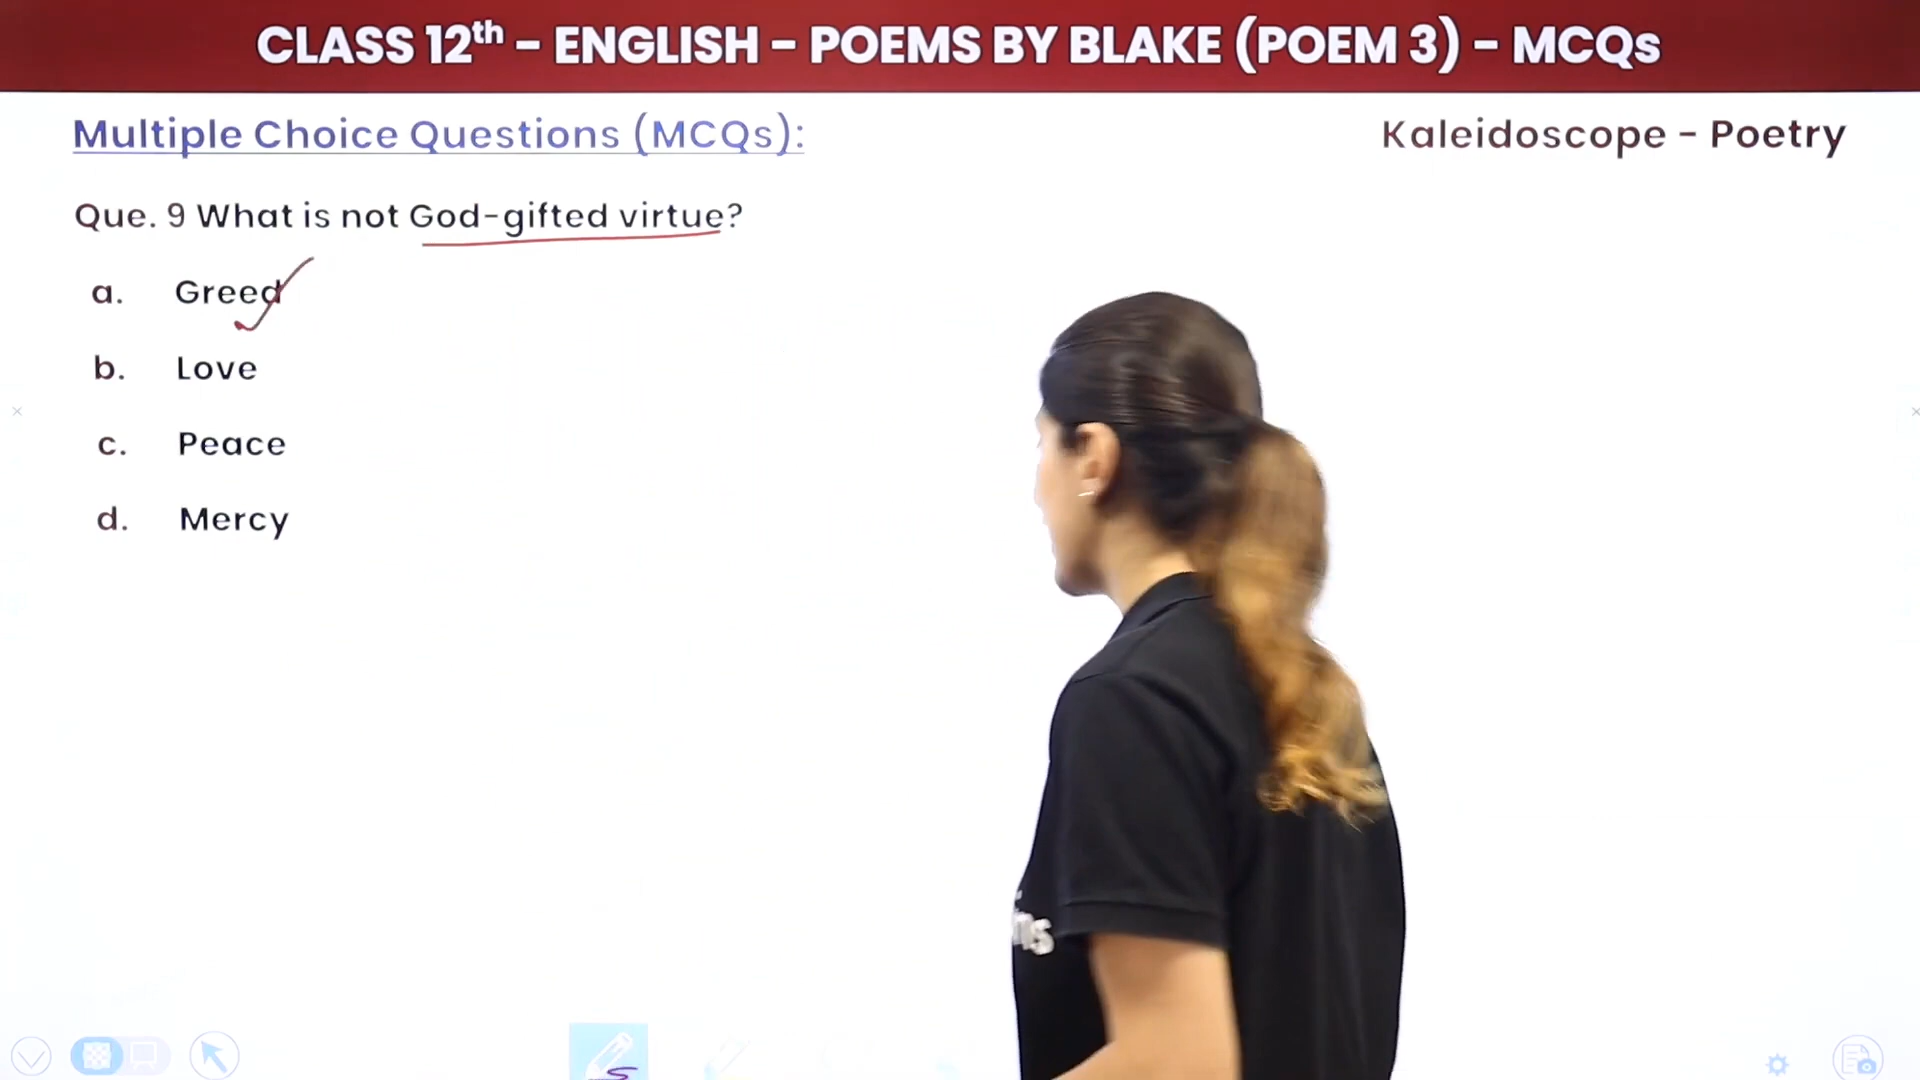 CLASS 12th - ENGLISH - POEMS BY BLAKE (POEM 3) - MCQs
Multiple Choice Questions (MCQs):
Kaleidoscope - Poetry
Que. 9 What is not God-gifted virtue?
a. Greed
b. Love
c. Peace
d. Mercy